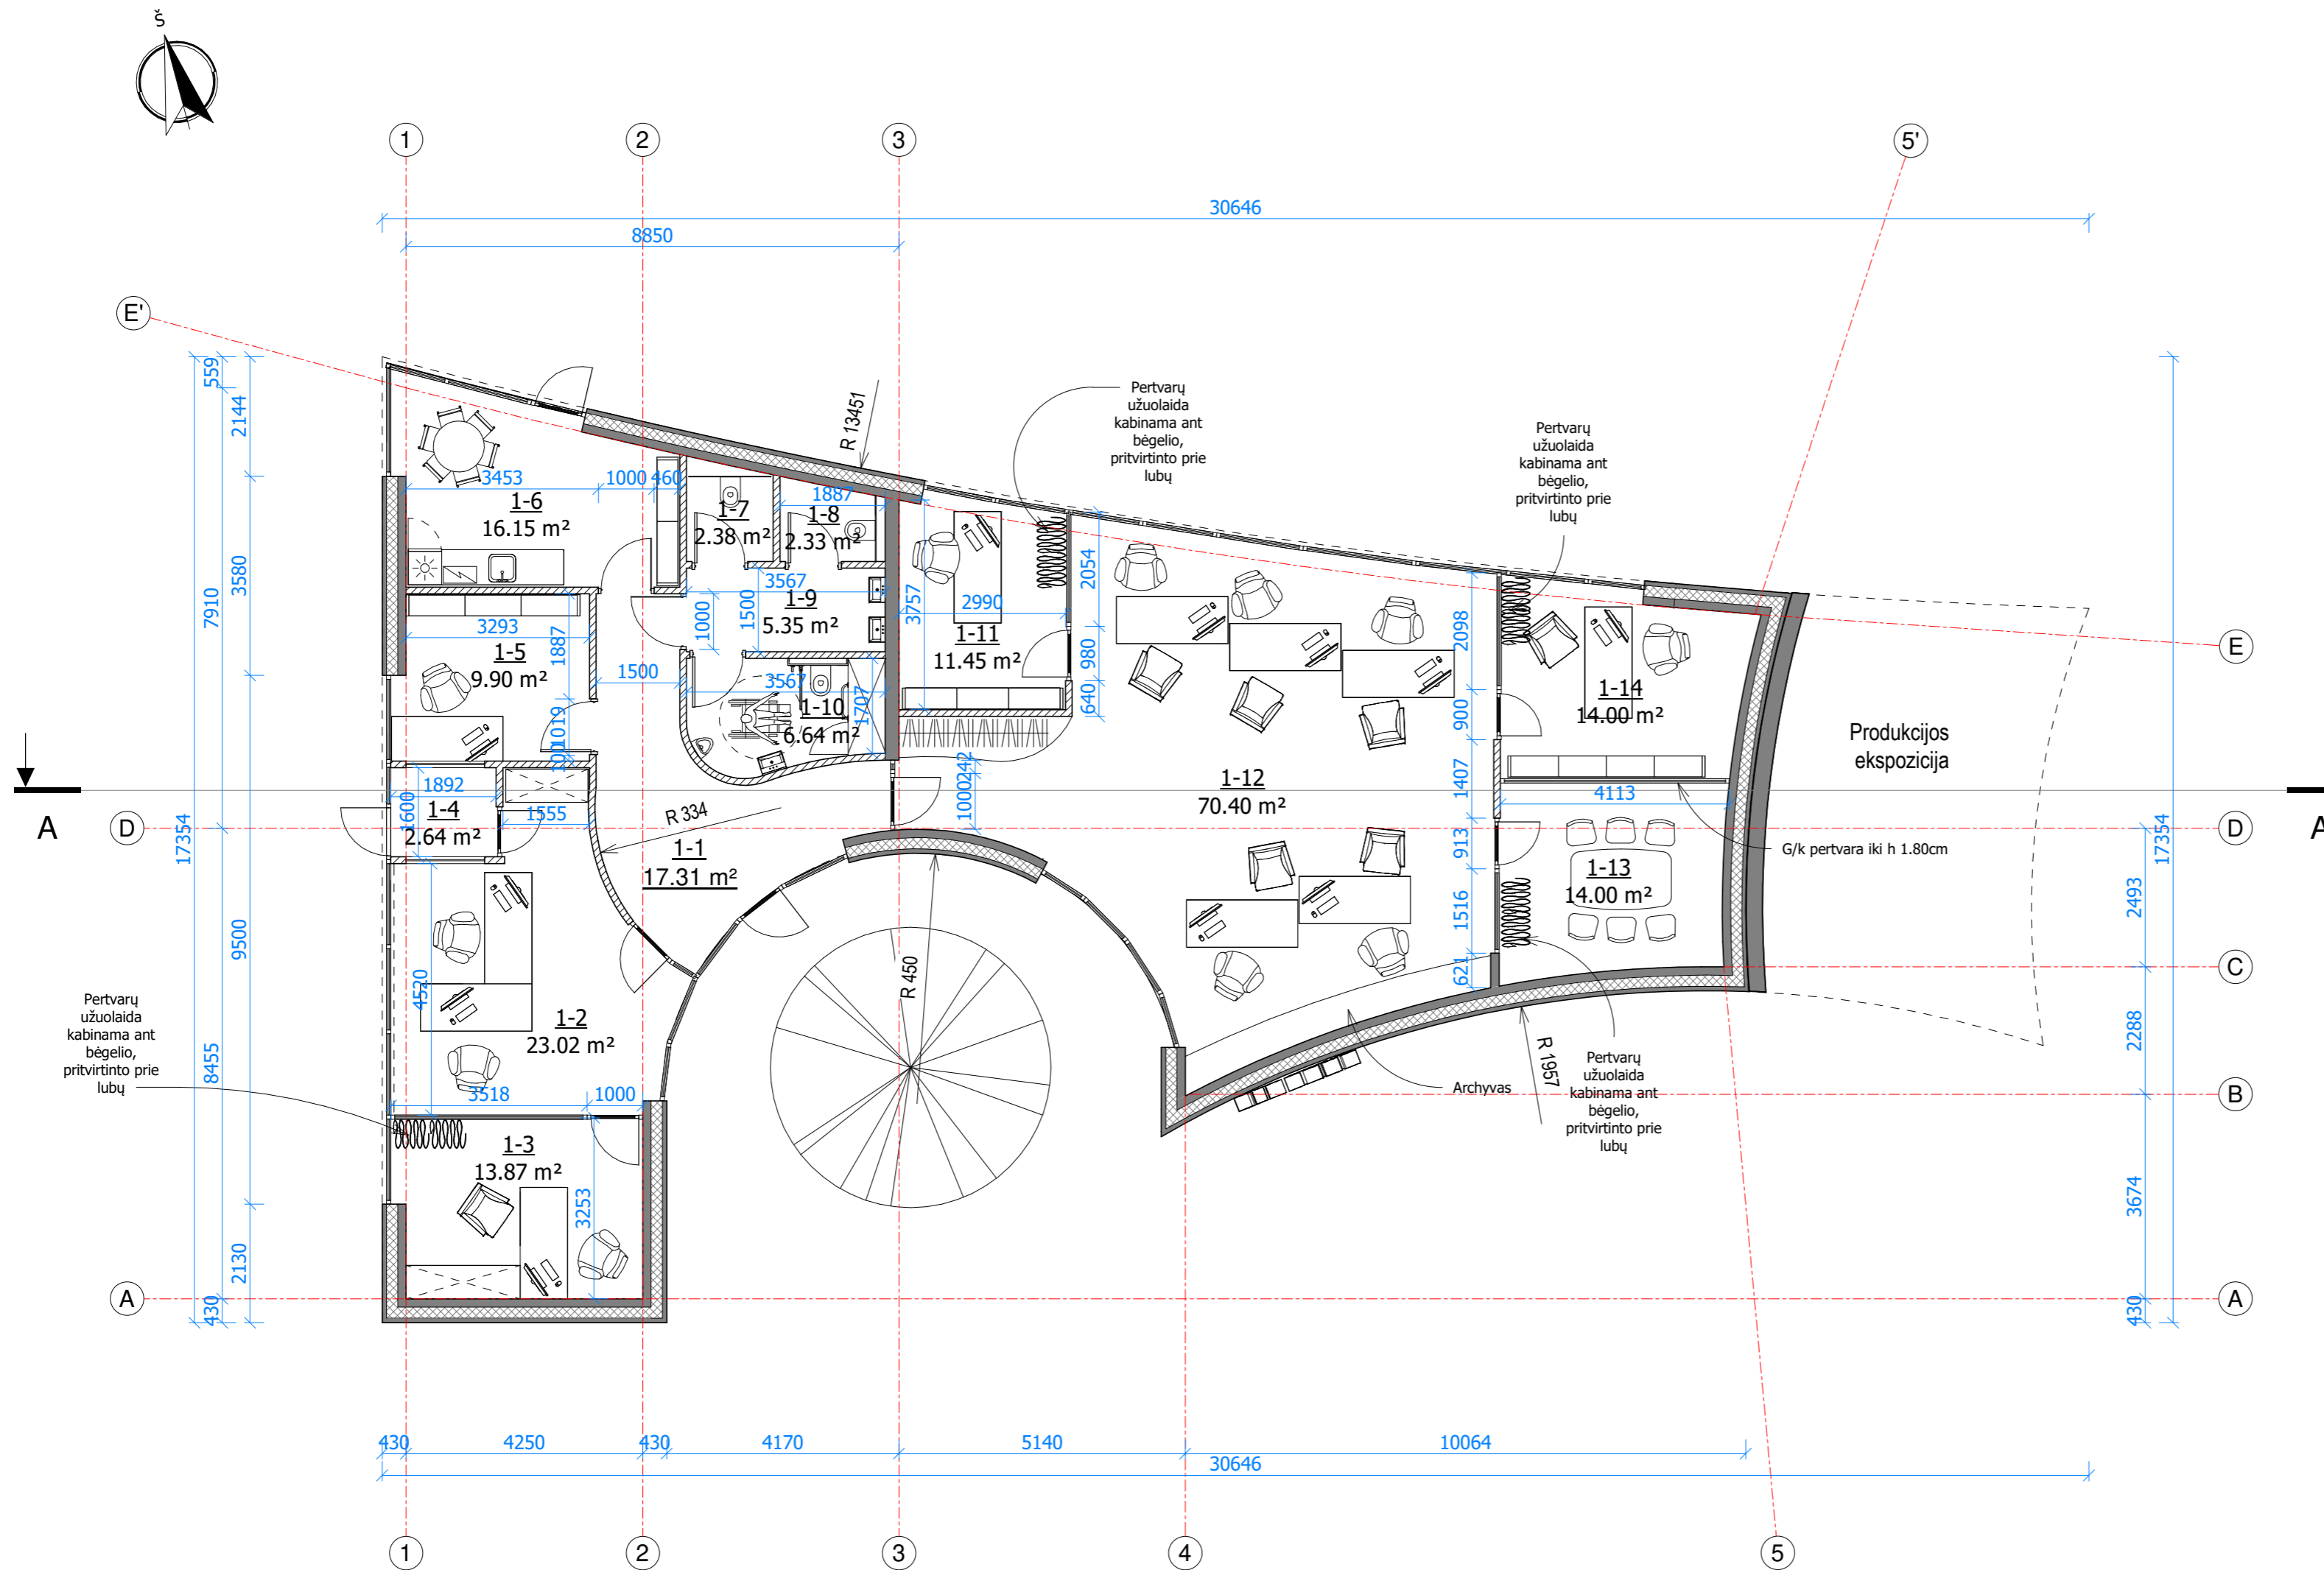 Š
1
2
3
5'
30646
8850
E'
559
2144
7910
3580
17354
9500
8455
2130
430
R 13451
Pertvarų
užuolaida
kabinama ant
bėgelio,
pritvirtinto prie
lubų
Pertvarų
užuolaida
kabinama ant
bėgelio,
pritvirtinto prie
lubų
3453
1000
460
1-6
16.15 m²
1-7
2.38 m²
1887
1-8
2.33 m²
3567
1-9
5.35 m²
1000
1500
3757
2990
1-11
11.45 m²
2054
980
640
3293
1887
1-5
9.90 m²
1500
1019
100
3567
1-10
6.64 m²
1707
2098
900
1407
913
1516
621
1-14
14.00 m²
Produkcijos
ekspozicija
E
1892
1600
1-4
2.64 m²
1555
R 334
1-1
17.31 m²
242
1000
1-12
70.40 m²
4113
1-13
14.00 m²
G/k pertvara iki h 1.80cm
A
A
D
D
17354
2493
C
2288
B
3674
A
430
A
4520
1-2
23.02 m²
3518
1000
1-3
13.87 m²
3253
R 450
Pertvarų
užuolaida
kabinama ant
bėgelio,
pritvirtinto prie
lubų
Archyvas
R 1957
Pertvarų
užuolaida
kabinama ant
bėgelio,
pritvirtinto prie
lubų
430
4250
430
4170
5140
10064
30646
1
2
3
4
5